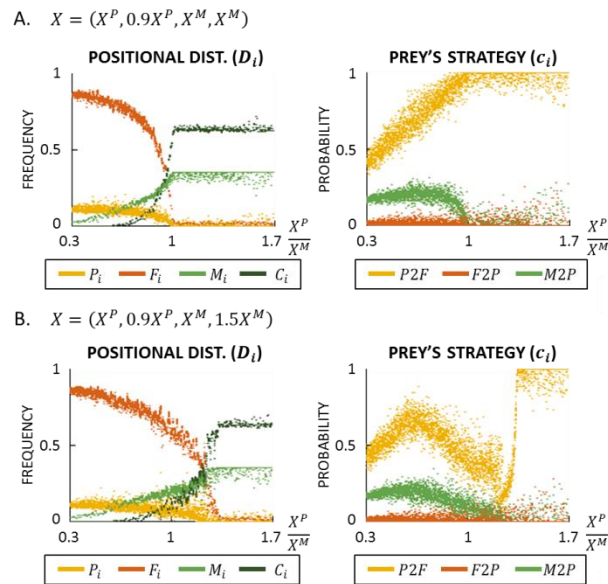 A. X = (X^P, 0.9X^P, X^M, X^M)
POSITIONAL DIST. (D_i)
PREY'S STRATEGY (c_i)
1
0.5
0
FREQUENCY
0.3
1
1.7
X^P
X^M
P_i F_i M_i C_i
1
0.5
0
PROBABILITY
0.3
1
1.7
X^P
X^M
P2F F2P M2P
B. X = (X^P, 0.9X^P, X^M, 1.5X^M)
POSITIONAL DIST. (D_i)
PREY'S STRATEGY (c_i)
1
0.5
0
FREQUENCY
0.3
1
1.7
X^P
X^M
P_i F_i M_i C_i
1
0.5
0
PROBABILITY
0.3
1
1.7
X^P
X^M
P2F F2P M2P